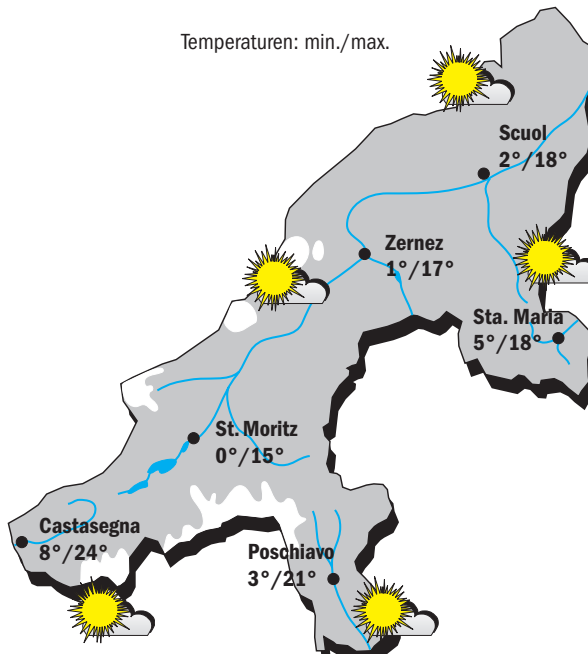 Temperaturen: min./max.
Scuol
2°/18°
Zernez
1°/17°
Sta. Maria
5°/18°
St. Moritz
0°/15°
Castasegna
8°/24°
Poschiavo
3°/21°